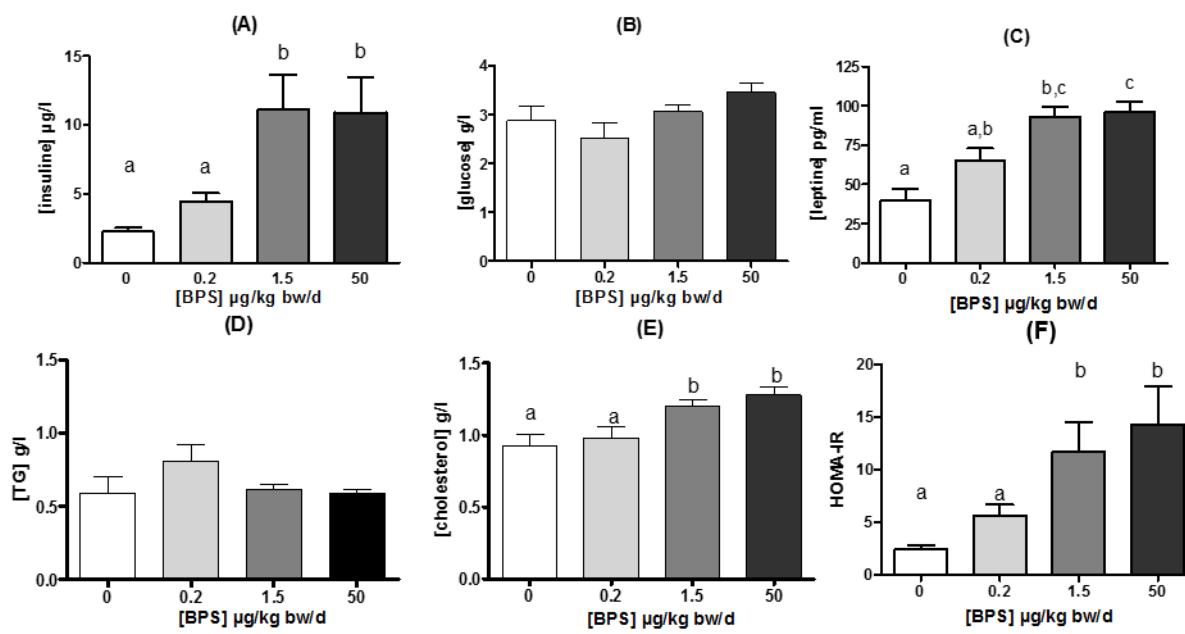 (A)
[insuline] µg/l
15
10
5
0
a
a
b
b
0 0.2 1.5 50
[BPS] µg/kg bw/d
(B)
[glucose] g/l
4
3
2
1
0
0 0.2 1.5 50
[BPS] µg/kg bw/d
(C)
[leptine] pg/ml
125
100
75
50
25
0
a
a,b
b,c
c
0 0.2 1.5 50
[BPS] µg/kg bw/d
(D)
[TG] g/l
1.5
1.0
0.5
0.0
0 0.2 1.5 50
[BPS] µg/kg bw/d
(E)
[cholesterol] g/l
1.5
1.0
0.5
0.0
a
a
b
b
0 0.2 1.5 50
[BPS] µg/kg bw/d
(F)
HOMA-IR
20
15
10
5
0
a
a
b
b
0 0.2 1.5 50
[BPS] µg/kg bw/d